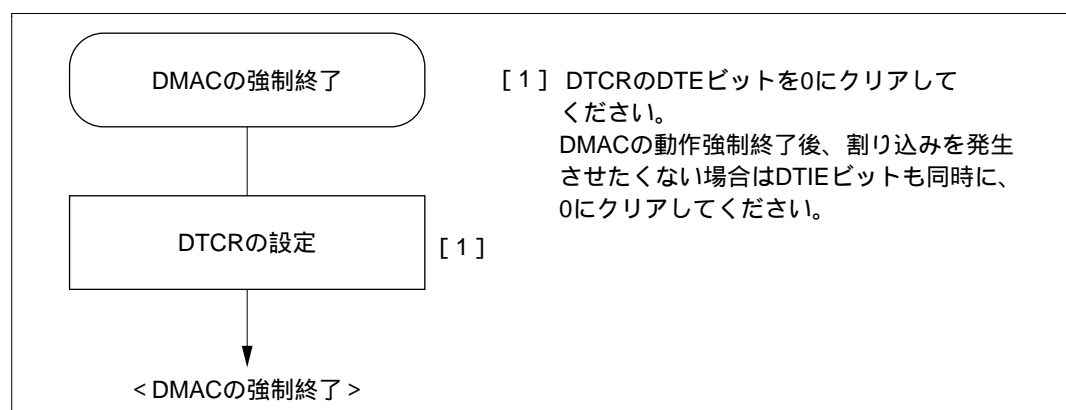 DMACの強制終了
[ 1 ] DTCRのDTEビットを0にクリアして
ください。
DMACの動作強制終了後、割り込みを発生
させたくない場合はDTIEビットも同時に、
0にクリアしてください。
DTCRの設定
[ 1 ]
< DMACの強制終了 >